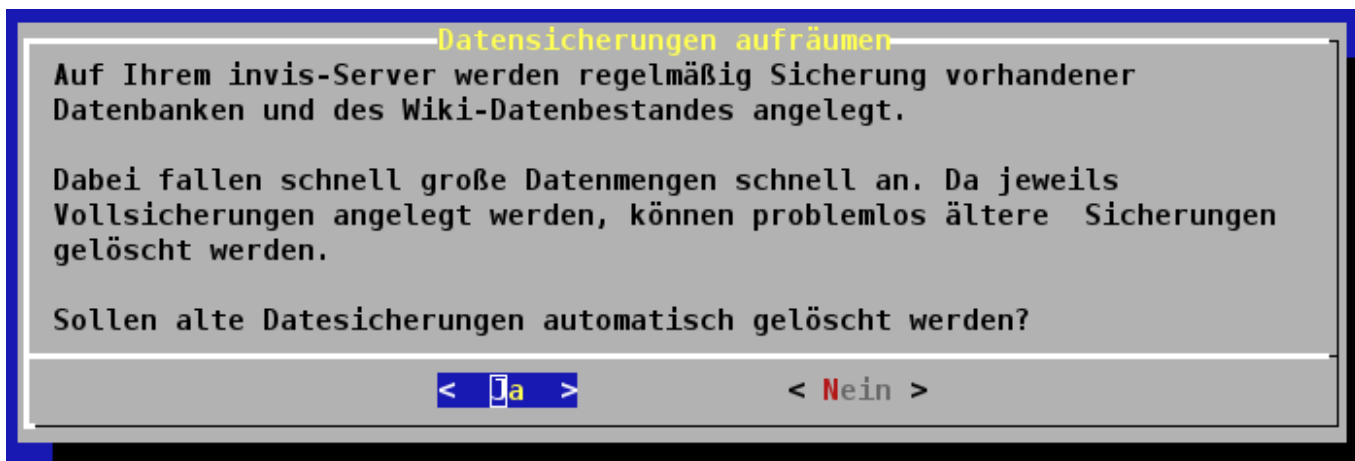 Datensicherungen aufräumen
Auf Ihrem invis-Server werden regelmäßig Sicherung vorhandener
Datenbanken und des Wiki-Datenbestandes angelegt.
Dabei fallen schnell große Datenmengen schnell an. Da jeweils
Vollsicherungen angelegt werden, können problemlos ältere  Sicherungen
gelöscht werden.
Sollen alte Datesicherungen automatisch gelöscht werden?
<  Ja  > < Nein >